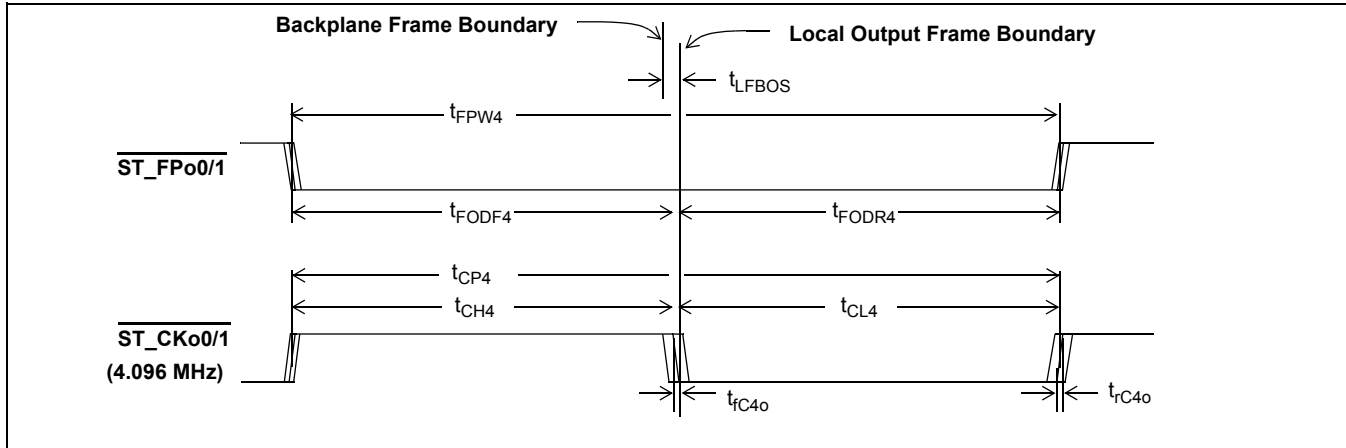 Backplane Frame Boundary
Local Output Frame Boundary
tLFBOS
tFPW4
ST_FPo0/1
tFODF4
tFODR4
tCP4
tCH4
tCL4
ST_CKo0/1
(4.096 MHz)
tfC4o
trC4o